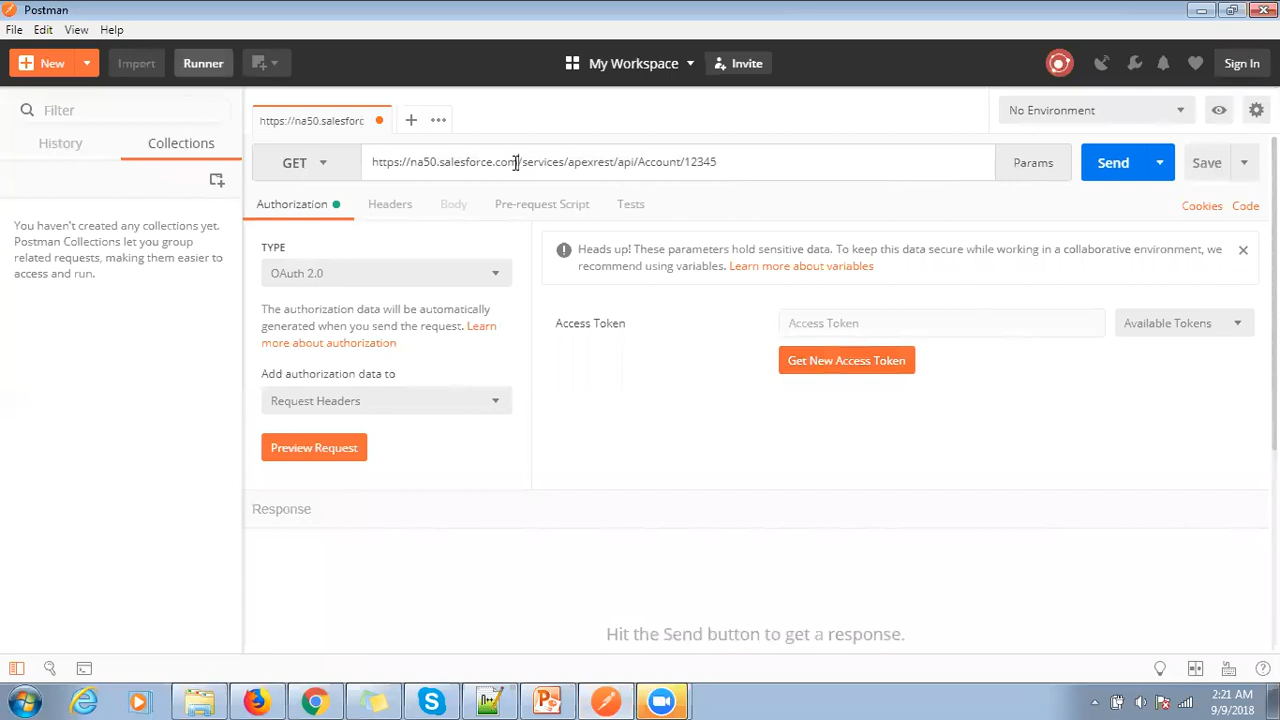 Postman
File Edit View Help
New Import Runner My Workspace Invite Sign In
Filter
History Collections
You haven't created any collections yet.
Postman Collections let you group
related requests, making them easier to
access and run.
https://na50.salesforc
No Environment
GET https://na50.salesforce.com/services/apexrest/api/Account/12345 Params Send Save
Authorization Headers Body Pre-request Script Tests Cookies Code
TYPE
OAuth 2.0
The authorization data will be automatically
generated when you send the request. Learn
more about authorization
Add authorization data to
Request Headers
Preview Request
Heads up! These parameters hold sensitive data. To keep this data secure while working in a collaborative environment, we
recommend using variables. Learn more about variables
Access Token Access Token Available Tokens
Get New Access Token
Response
Hit the Send button to get a response.
2:21 AM
9/9/2018